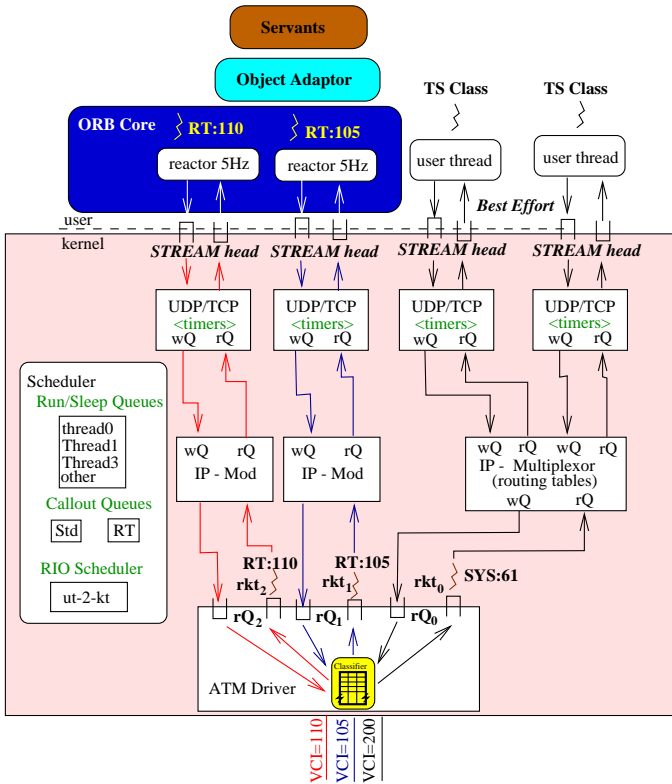 Servants
Object Adaptor
TS Class
TS Class
ORB Core
RT:110
RT:105
reactor 5Hz
reactor 5Hz
user thread
user thread
Best Effort
user
kernel
STREAM head
STREAM head
STREAM head
STREAM head
UDP/TCP
<timers>
wQ rQ
UDP/TCP
<timers>
wQ rQ
UDP/TCP
<timers>
wQ rQ
UDP/TCP
<timers>
wQ rQ
Scheduler
Run/Sleep Queues
thread0
Thread1
Thread3
other
Callout Queues
Std
RT
RIO Scheduler
ut-2-kt
wQ rQ
IP - Mod
wQ rQ
IP - Mod
wQ rQ wQ rQ
IP - Multiplexor
(routing tables)
wQ rQ
RT:110
rkt2
RT:105
rkt1
rkt0
SYS:61
rQ2
rQ1
rQ0
Classifier
ATM Driver
VCI=110
VCI=105
VCI=200